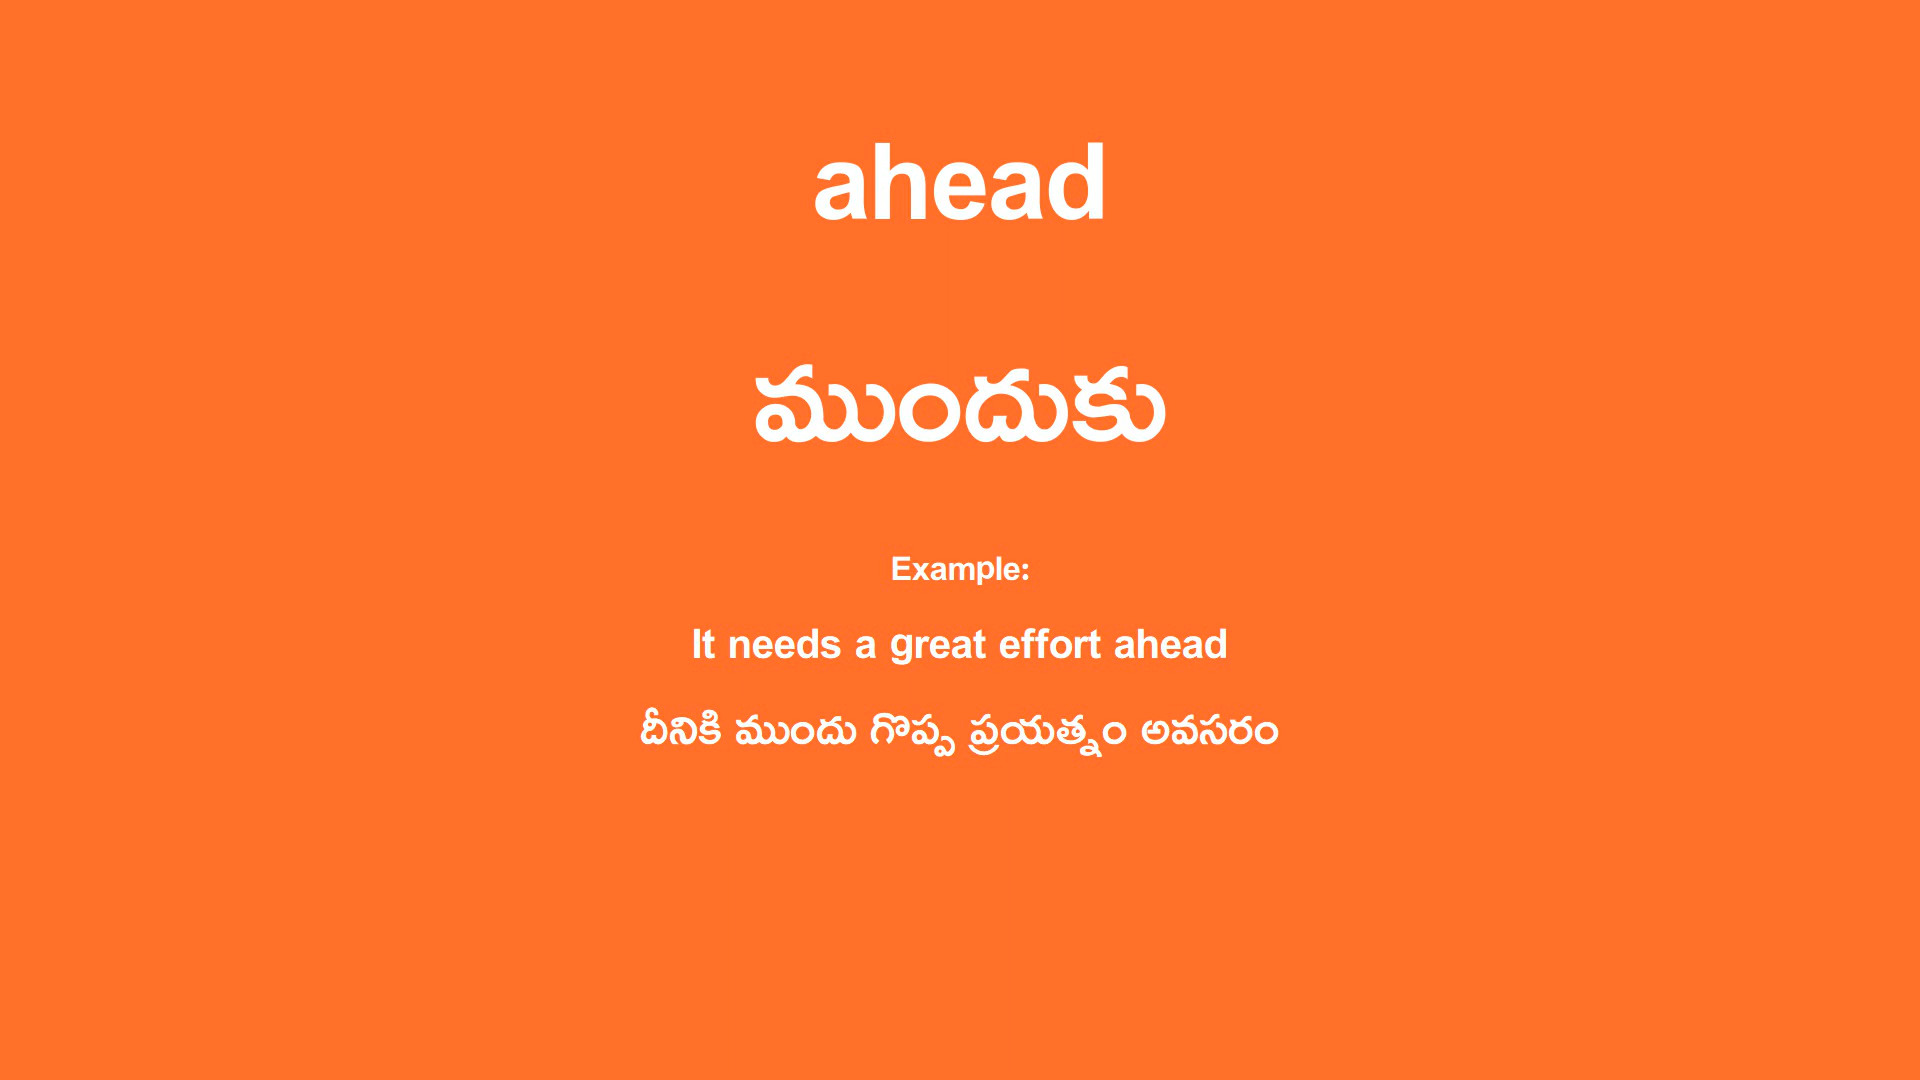 ahead
ముందుకు
Example:
It needs a great effort ahead
దీనికి ముందు గొప్ప ప్రయత్నం అవసరం